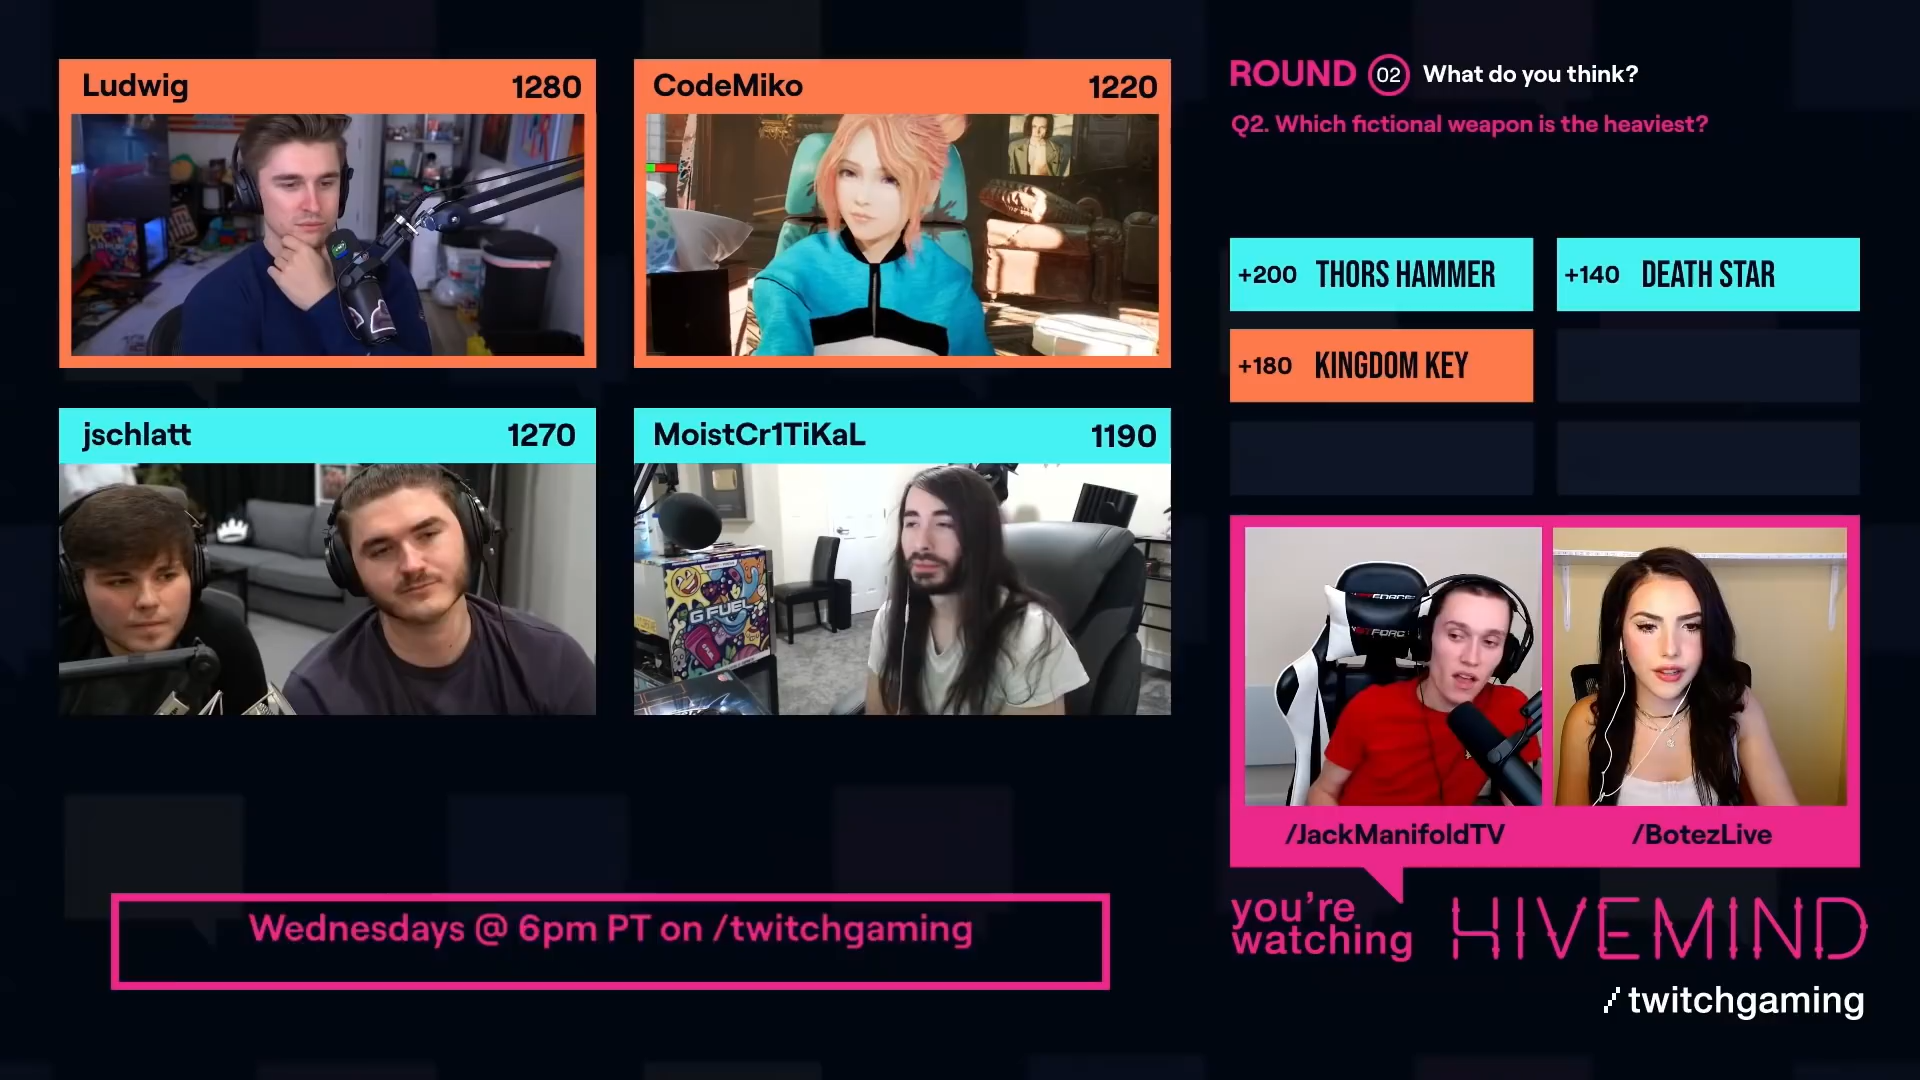 Ludwig 1280
CodeMiko 1220
jschlatt 1270
MoistCr1TiKaL 1190
G FUEL
Wednesdays @ 6pm PT on /twitchgaming
ROUND 02 What do you think?
Q2. Which fictional weapon is the heaviest?
+200 THORS HAMMER
+140 DEATH STAR
+180 KINGDOM KEY
/JackManifoldTV
/BotezLive
you're
watching
HIVEMIND
/twitchgaming